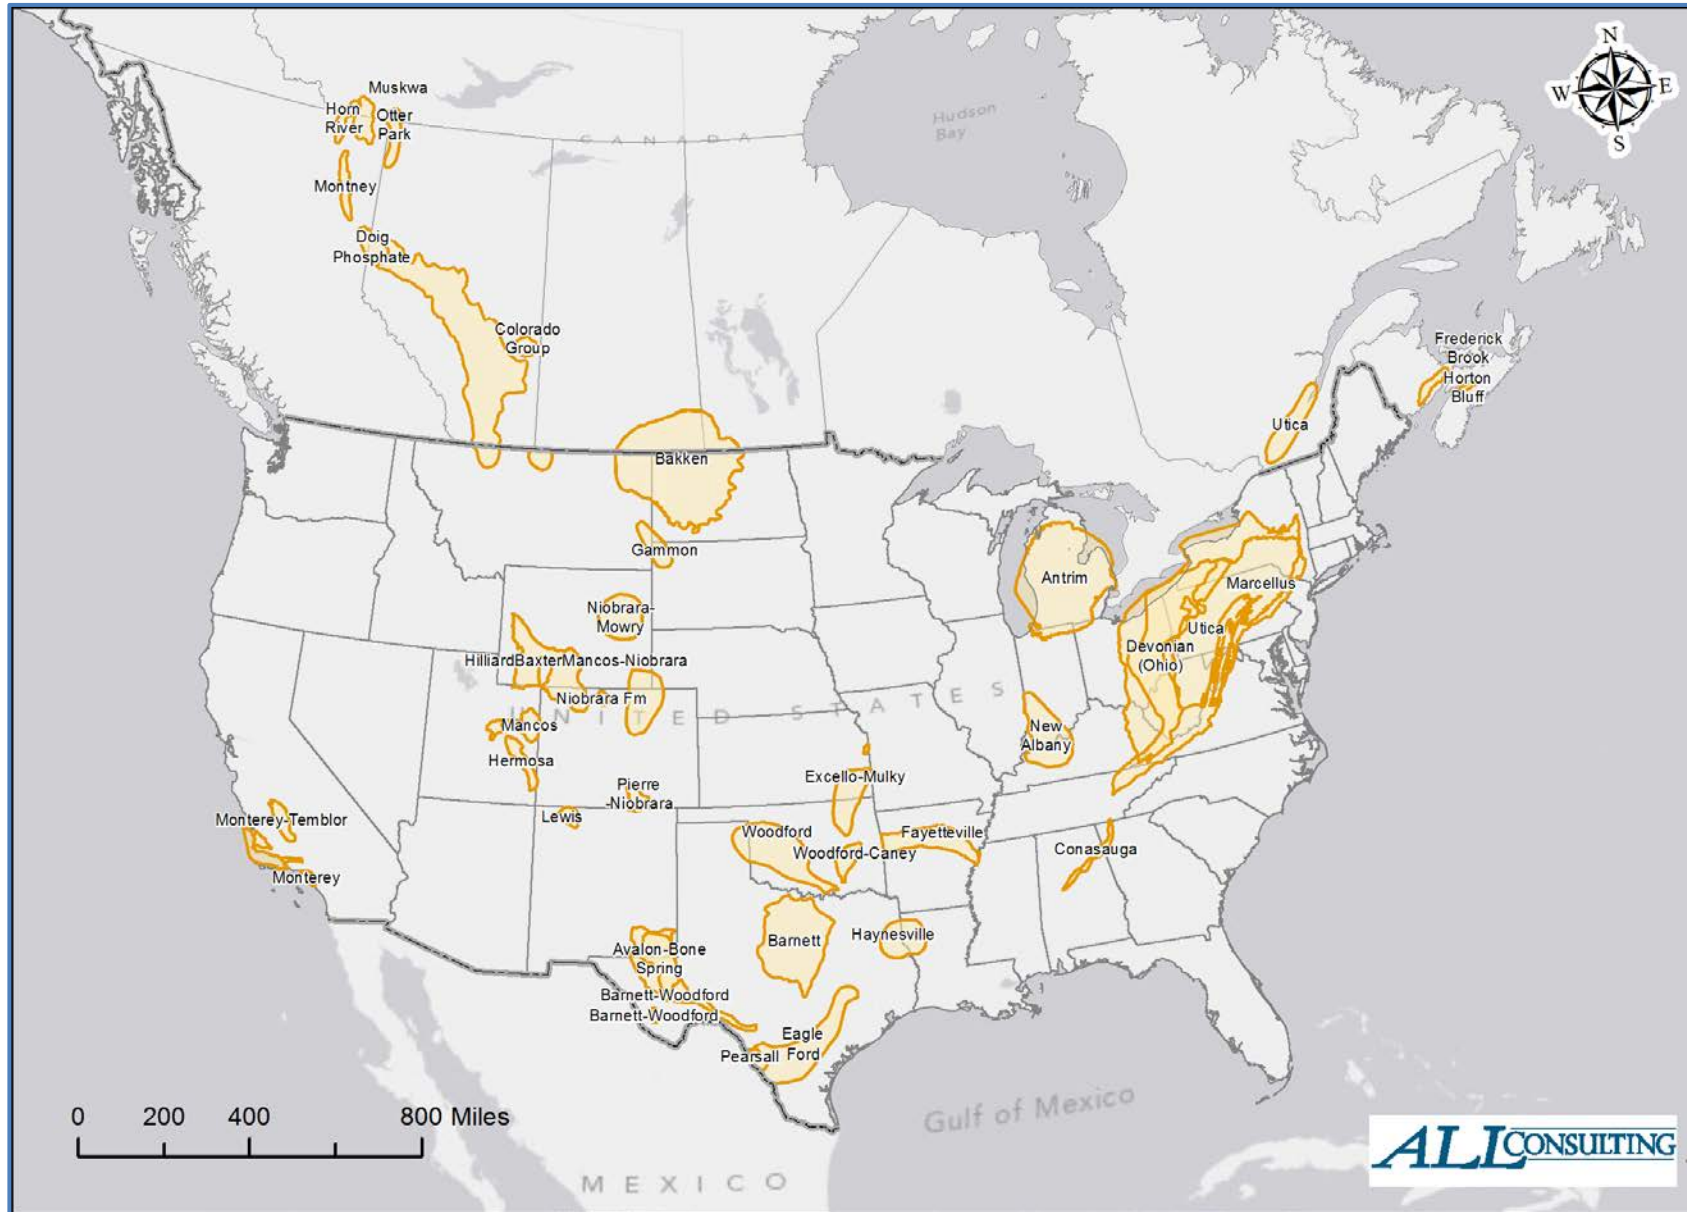 N
W E
S
Muskwa
Horn
River
Otter
Park
CANADA
Hudson
Bay
Montney
Doig
Phosphate
Colorado
Group
Frederick
Brook
Horton
Bluff
Utica
Bakken
Gammon
Antrim
Marcellus
Niobrara-
Mowry
Utica
Devonian
(Ohio)
HilliardBaxterMancos-Niobrara
Niobrara Fm
UNITED STATES
Mancos
New
Albany
Hermosa
Excello-Mulky
Pierre
-Niobrara
Lewis
Monterey-Temblor
Woodford
Fayetteville
Woodford-Caney
Conasauga
Monterey
Barnett
Haynesville
Avalon-Bone
Spring
Barnett-Woodford
Barnett-Woodford
Eagle
Ford
Pearsall
Gulf of Mexico
0 200 400 800 Miles
MEXICO
ALL CONSULTING